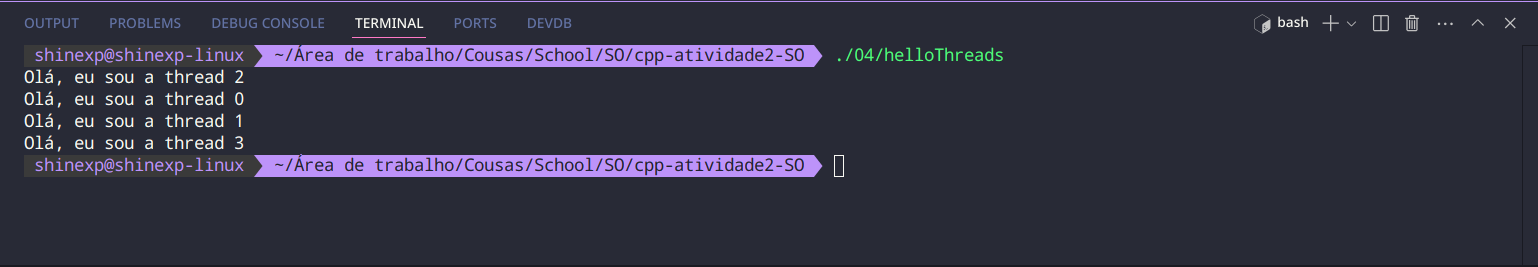 OUTPUT PROBLEMS DEBUG CONSOLE TERMINAL PORTS DEVDB bash
shinexp@shinexp-linux ~/Área de trabalho/Cousas/School/SO/cpp-atividade2-SO ./04/helloThreads
Olá, eu sou a thread 2
Olá, eu sou a thread 0
Olá, eu sou a thread 1
Olá, eu sou a thread 3
shinexp@shinexp-linux ~/Área de trabalho/Cousas/School/SO/cpp-atividade2-SO